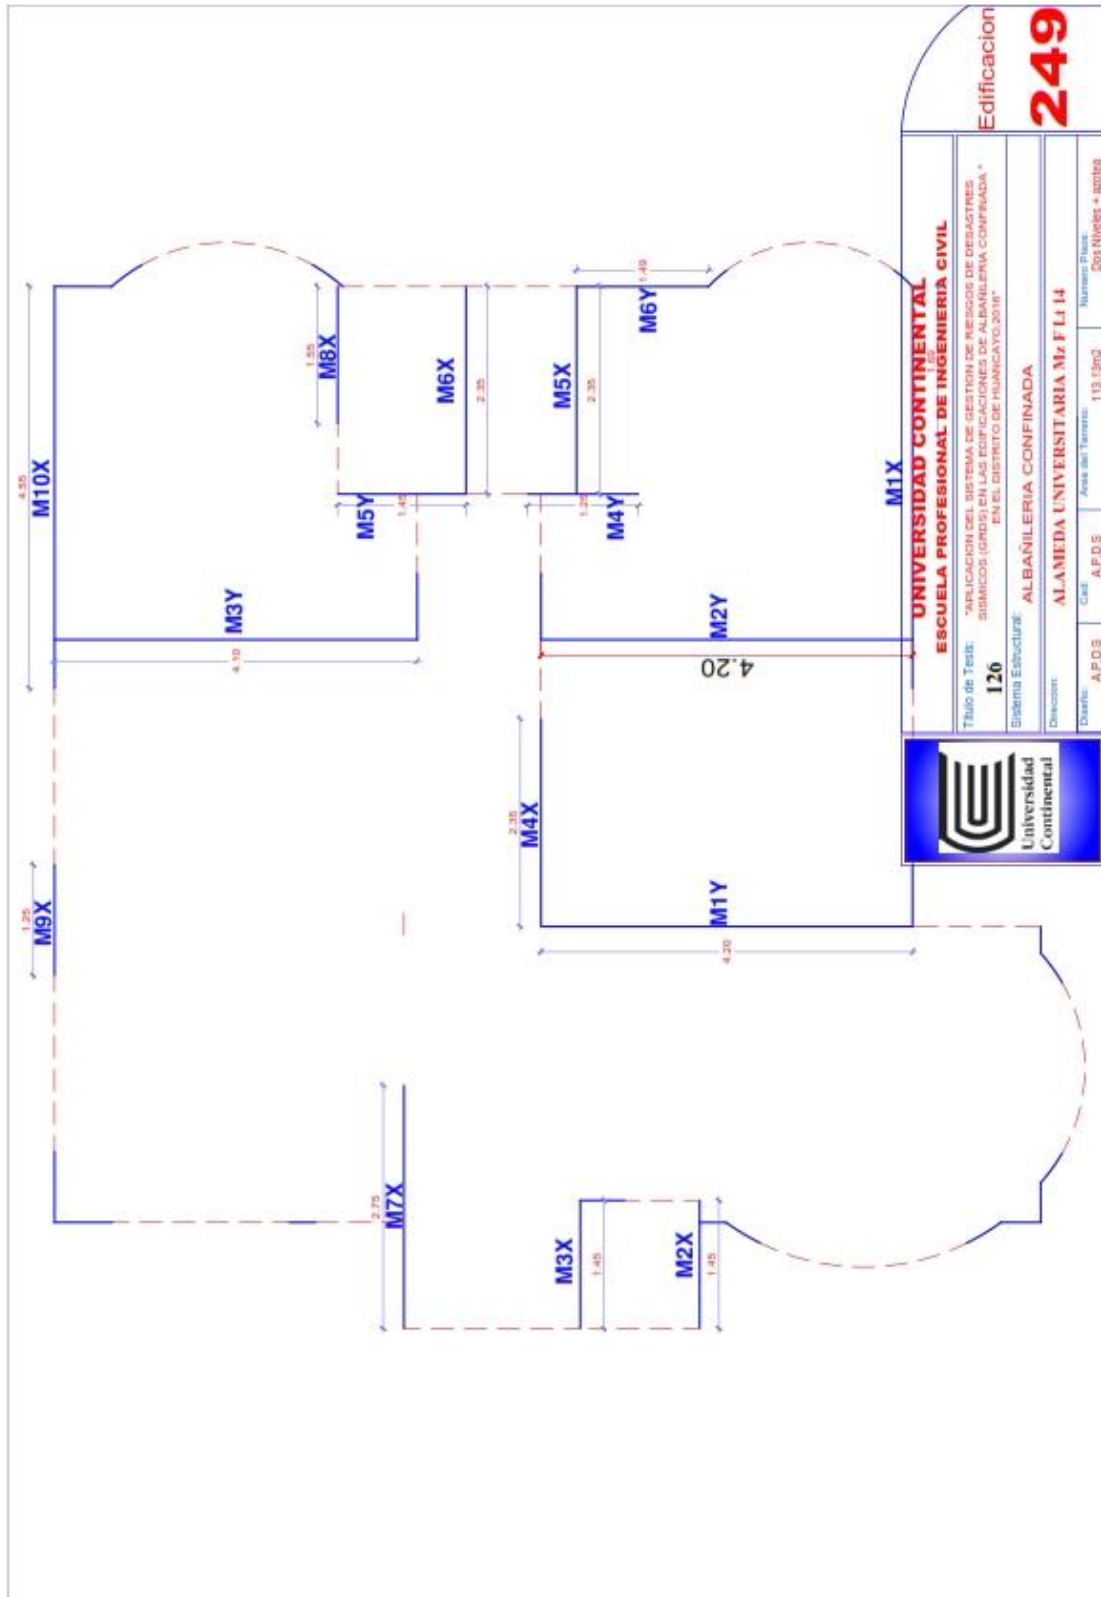 4.55
M10X
1.55
M8X
M6X
2.35
M5X
2.35
1.49
M6Y
M5Y
1.45
1.25
M4Y
M3Y
4.10
M2Y
4.20
M1X
1.69
1.25
M9X
2.35
M4X
M1Y
4.20
2.75
M7X
M3X
1.45
M2X
1.45
UNIVERSIDAD CONTINENTAL
ESCUELA PROFESIONAL DE INGENIERIA CIVIL
Edificacion
249
Titulo de Tesis:
126
"APLICACION DEL SISTEMA DE GESTION DE RIESGOS DE DESASTRES
SISMICOS (GRDS) EN LAS EDIFICACIONES DE ALBAÑILERIA CONFINADA,"
EN EL DISTRITO DE HUANCAYO,2016"
Sistema Estructural:
ALBAÑILERIA CONFINADA
Direccion:
ALAMEDA UNIVERSITARIA Mz F Lt 14
Diseño:
A.P.D.S
Cad:
A.P.D.S
Area del Terreno:
113.13m2
Numero Pisos:
Dos Niveles + azotea
Universidad
Continental